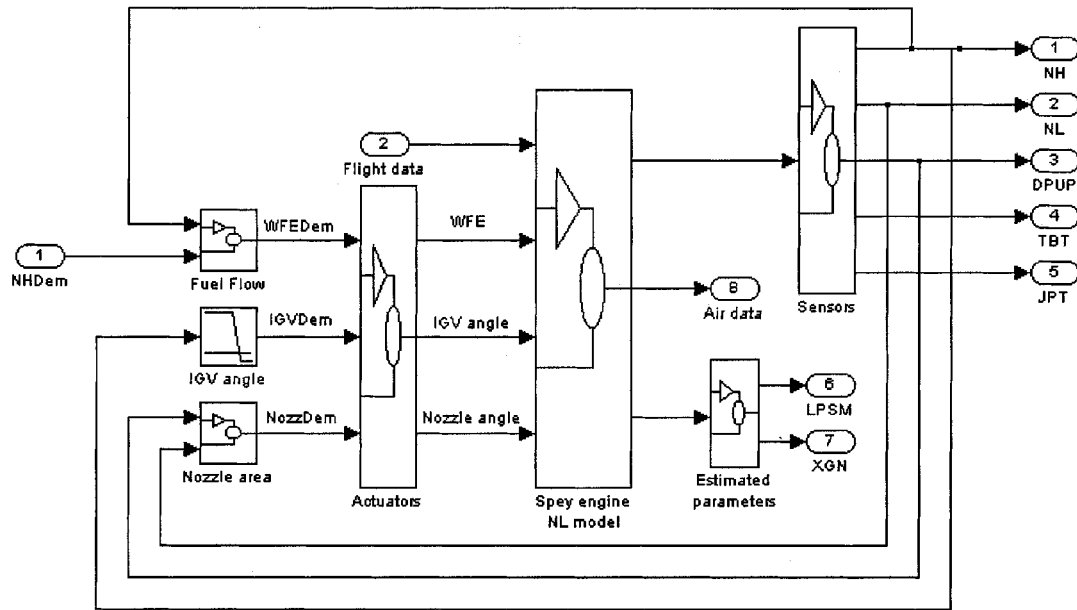 1
NH
2
NL
3
DPUP
4
TBT
5
JPT
Sensors
2
Flight data
1
NHDem
Fuel Flow
WFEDem
WFE
IGV angle
IGVDem
IGV angle
Nozzle area
NozzDem
Nozzle angle
Actuators
Spey engine
NL model
8
Air data
6
LPSM
7
XGN
Estimated
parameters